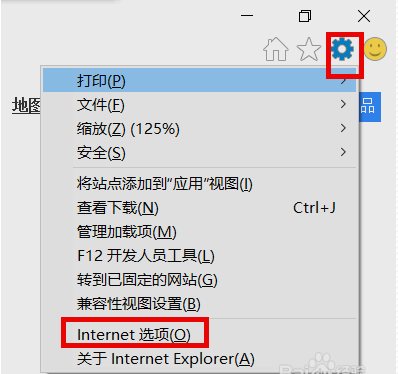 打印(P)
地图
品
文件(F)
缩放(Z) (125%)
安全(S)
将站点添加到“应用”视图(I)
查看下载(N) Ctrl+J
管理加载项(M)
F12 开发人员工具(L)
转到已固定的网站(G)
兼容性视图设置(B)
Internet 选项(O)
关于 Internet Explorer(A)